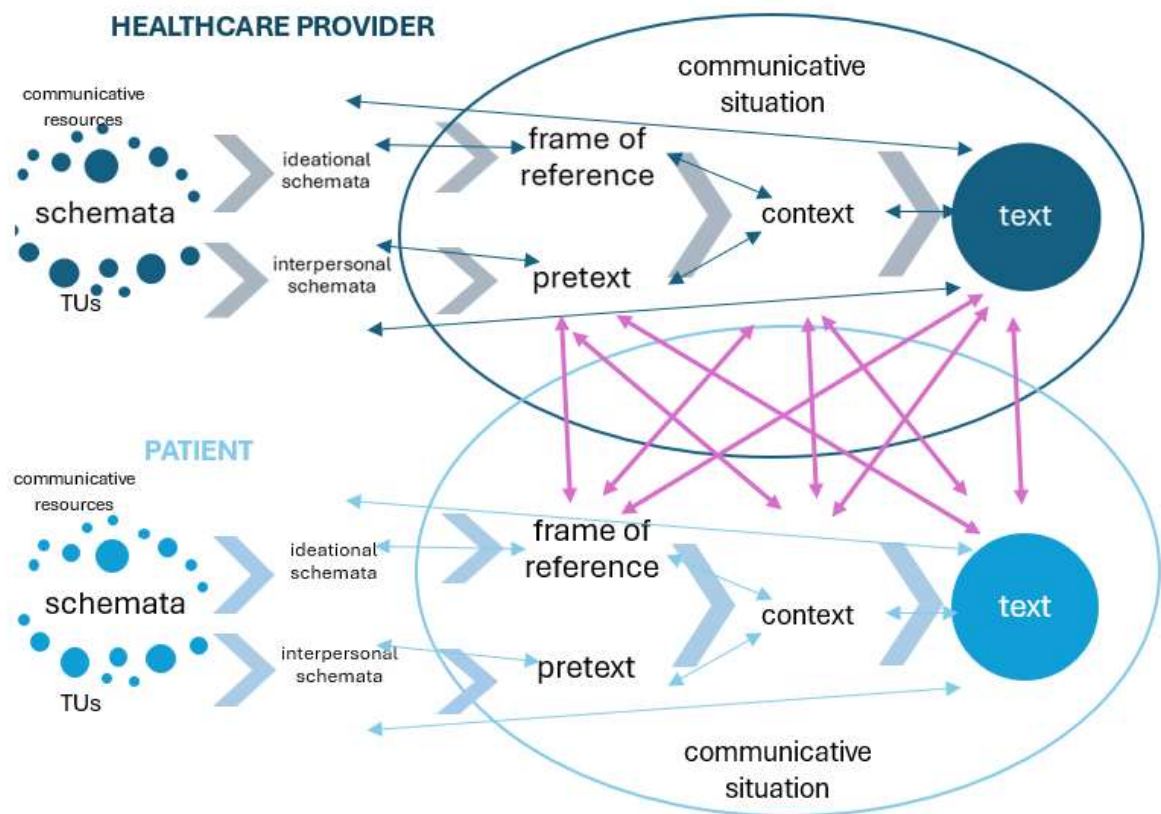 HEALTHCARE PROVIDER
communicative
resources
schemata
TUs
ideational
schemata
interpersonal
schemata
frame of
reference
pretext
context
communicative
situation
text
PATIENT
communicative
resources
schemata
TUs
ideational
schemata
interpersonal
schemata
frame of
reference
pretext
context
text
communicative
situation